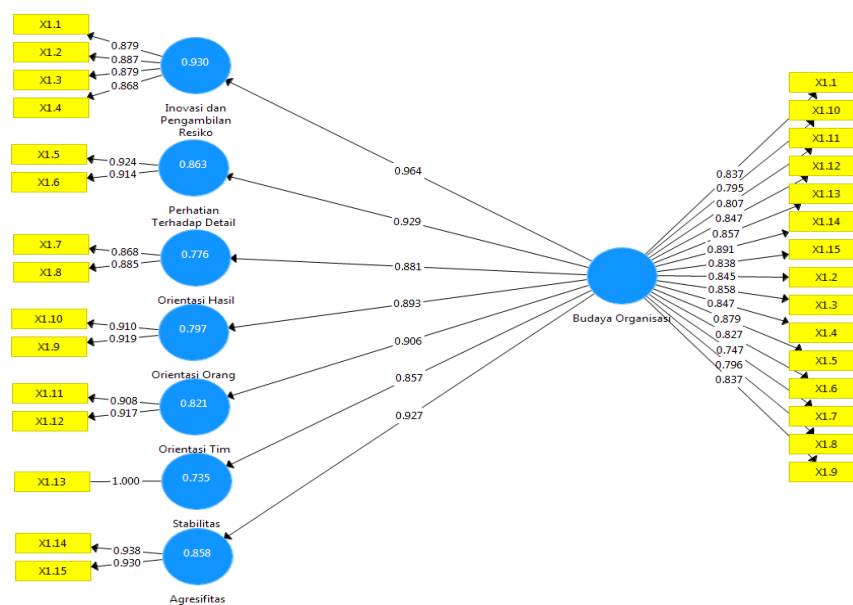 X1.1
X1.2
X1.3
X1.4
0.879
0.887
0.879
0.868
0.930
Inovasi dan
Pengambilan
Resiko
X1.5
X1.6
0.924
0.914
0.863
Perhatian
Terhadap Detail
X1.7
X1.8
0.868
0.885
0.776
Orientasi Hasil
X1.10
X1.9
0.910
0.919
0.797
Orientasi Orang
X1.11
X1.12
0.908
0.917
0.821
Orientasi Tim
X1.13
1.000
0.735
Stabilitas
X1.14
X1.15
0.938
0.930
0.858
Agresifitas
0.964
0.929
0.881
0.893
0.906
0.857
0.927
Budaya Organisasi
0.837
0.795
0.807
0.847
0.857
0.891
0.838
0.845
0.858
0.847
0.879
0.827
0.747
0.796
0.837
X1.1
X1.10
X1.11
X1.12
X1.13
X1.14
X1.15
X1.2
X1.3
X1.4
X1.5
X1.6
X1.7
X1.8
X1.9